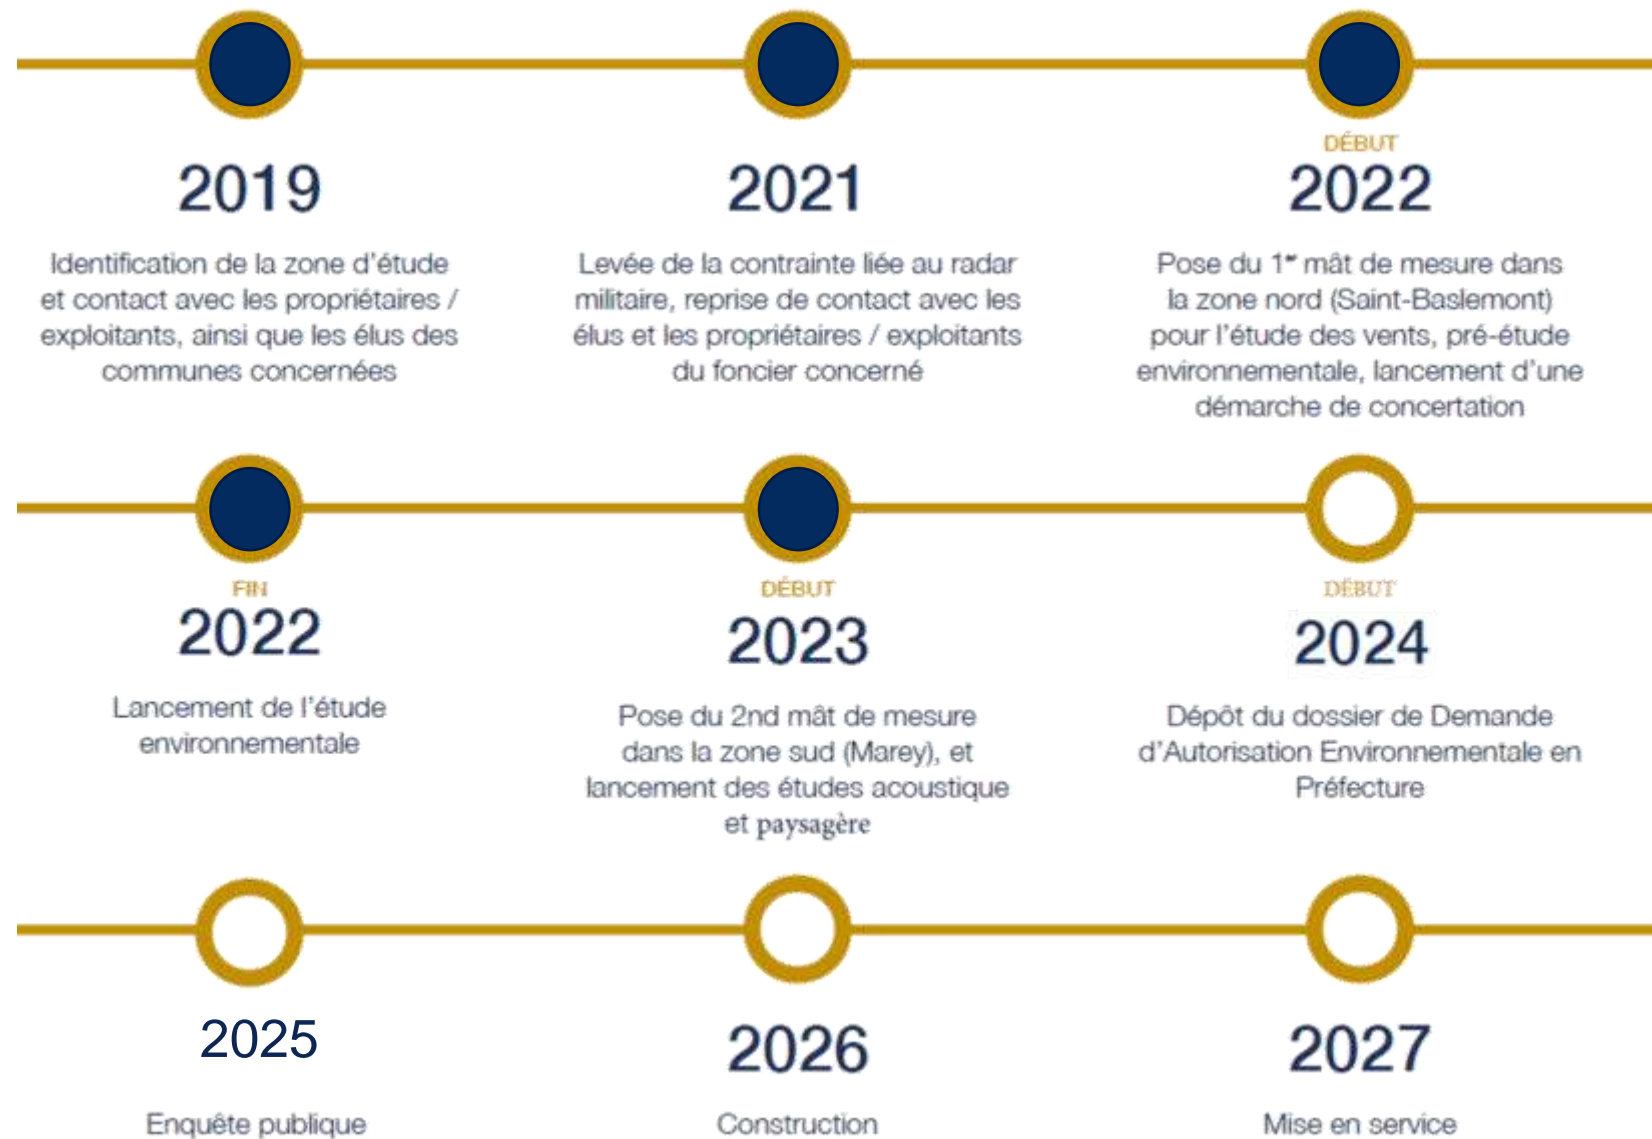 2019
Identification de la zone d'étude
et contact avec les propriétaires /
exploitants, ainsi que les élus des
communes concernées
2021
Levée de la contrainte liée au radar
militaire, reprise de contact avec les
élus et les propriétaires / exploitants
du foncier concerné
DÉBUT
2022
Pose du 1er mât de mesure dans
la zone nord (Saint-Baslemont)
pour l'étude des vents, pré-étude
environnementale, lancement d'une
démarche de concertation
FIN
2022
Lancement de l'étude
environnementale
DÉBUT
2023
Pose du 2nd mât de mesure
dans la zone sud (Marey), et
lancement des études acoustique
et paysagère
DÉBUT
2024
Dépôt du dossier de Demande
d'Autorisation Environnementale en
Préfecture
2025
Enquête publique
2026
Construction
2027
Mise en service